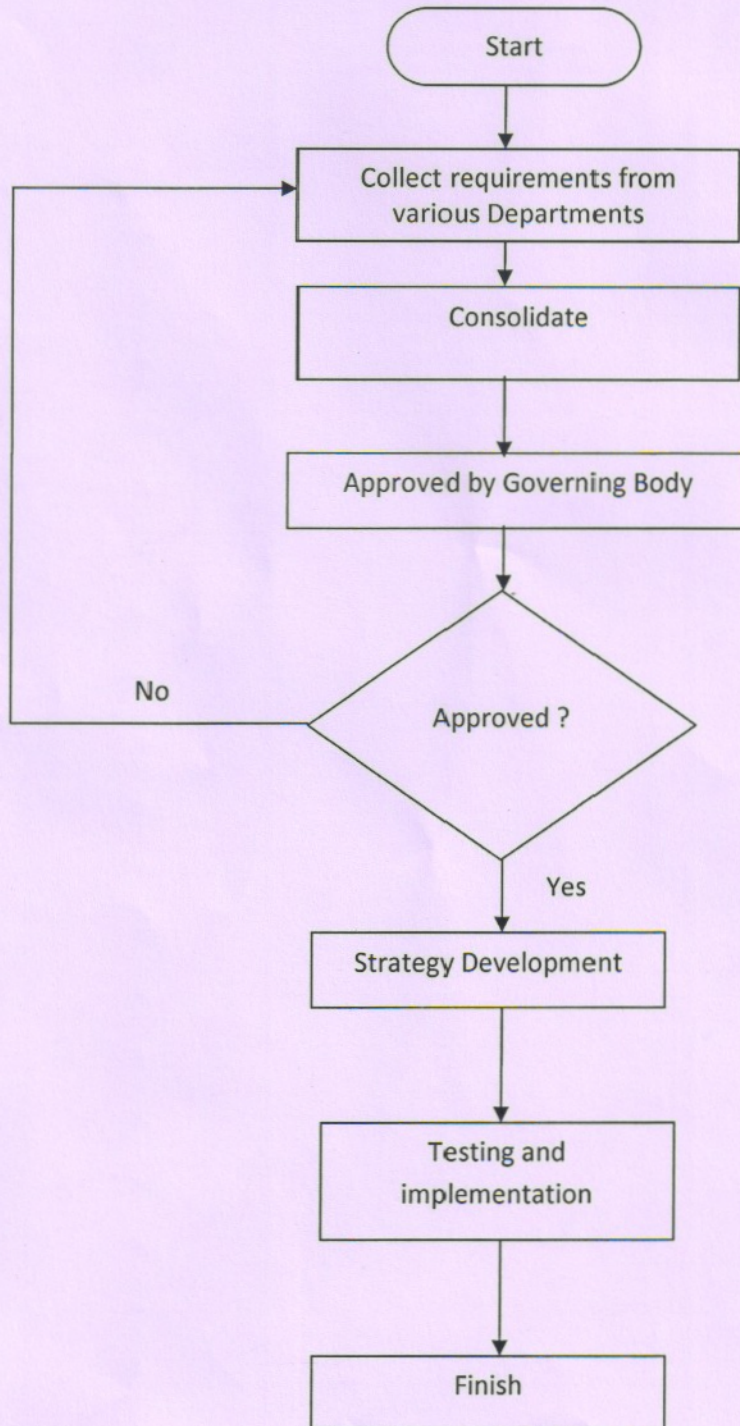 Start
Collect requirements from
various Departments
Consolidate
Approved by Governing Body
Approved ?
No
Yes
Strategy Development
Testing and
implementation
Finish